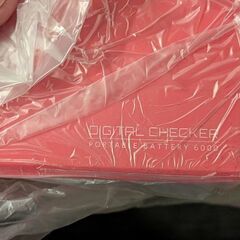 DIGITAL CHECKER
PORTABLE BATTERY 6000